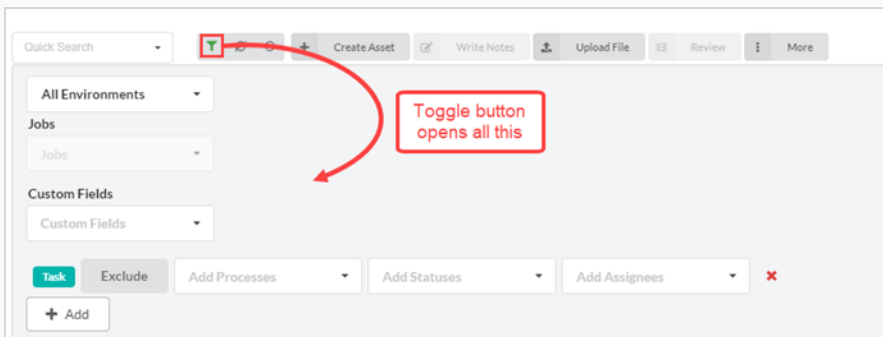 Quick Search
Create Asset
Write Notes
Upload File
Review
More
All Environments
Toggle button
opens all this
Jobs
Jobs
Custom Fields
Custom Fields
Task
Exclude
Add Processes
Add Statuses
Add Assignees
Add